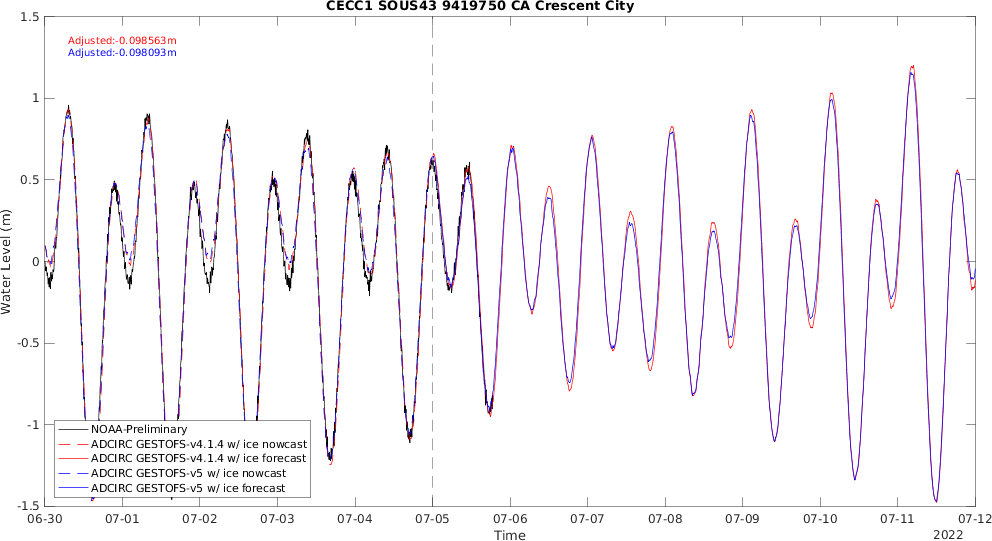 CECC1 SOUS43 9419750 CA Crescent City
1.5
Adjusted:-0.098563m
Adjusted:-0.098093m
1
0.5
0
-0.5
-1
-1.5
Water Level (m)
NOAA-Preliminary
ADCIRC GESTOFS-v4.1.4 w/ ice nowcast
ADCIRC GESTOFS-v4.1.4 w/ ice forecast
ADCIRC GESTOFS-v5 w/ ice nowcast
ADCIRC GESTOFS-v5 w/ ice forecast
06-30 07-01 07-02 07-03 07-04 07-05 07-06 07-07 07-08 07-09 07-10 07-11 07-12
Time
2022